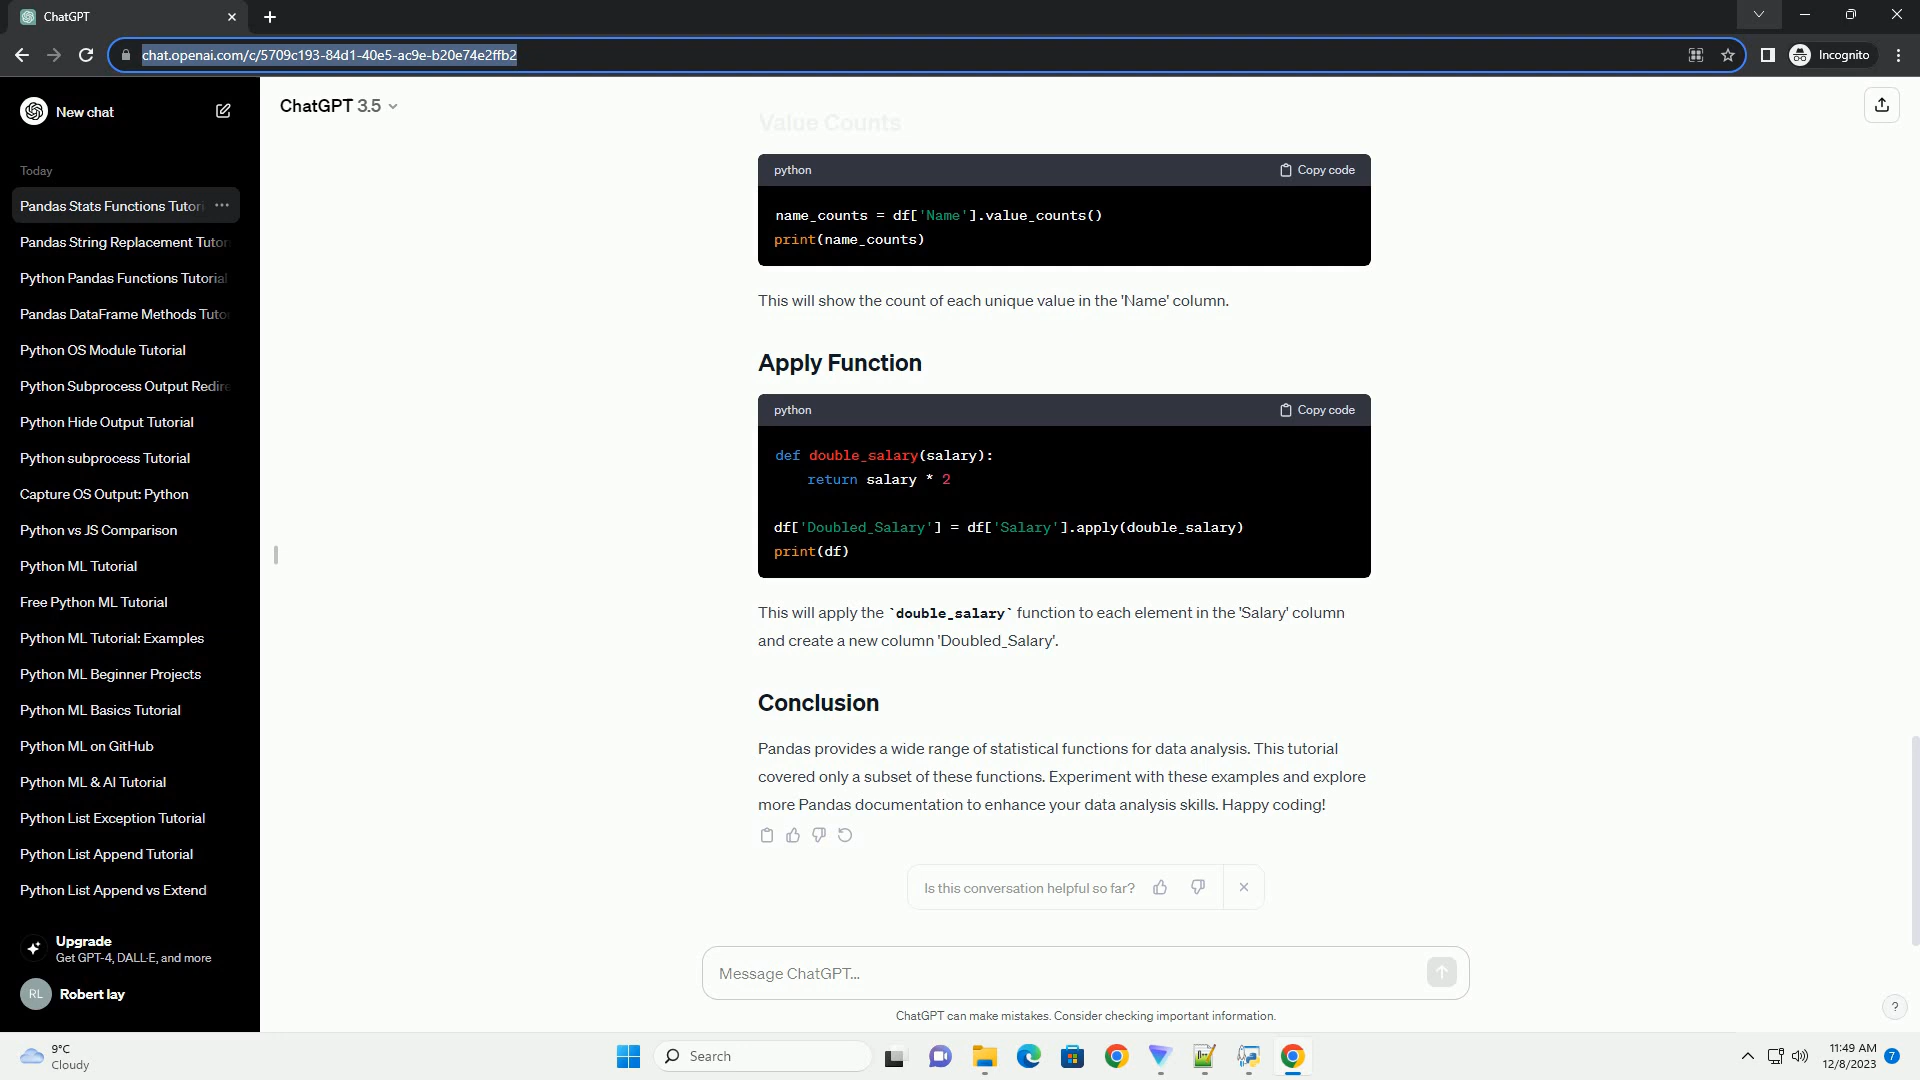 ChatGPT
chat.openai.com/c/5709c193-84d1-40e5-ac9e-b20e74e2ffb2
Incognito
New chat
Today
Pandas Stats Functions Tutori
Pandas String Replacement Tutor
Python Pandas Functions Tutorial
Pandas DataFrame Methods Tuto
Python OS Module Tutorial
Python Subprocess Output Redire
Python Hide Output Tutorial
Python subprocess Tutorial
Capture OS Output: Python
Python vs JS Comparison
Python ML Tutorial
Free Python ML Tutorial
Python ML Tutorial: Examples
Python ML Beginner Projects
Python ML Basics Tutorial
Python ML on GitHub
Python ML & AI Tutorial
Python List Exception Tutorial
Python List Append Tutorial
Python List Append vs Extend
Upgrade
Get GPT-4, DALL·E, and more
RL Robert lay
ChatGPT 3.5
Value Counts
python Copy code
name_counts = df['Name'].value_counts()
print(name_counts)
This will show the count of each unique value in the 'Name' column.
Apply Function
python Copy code
def double_salary(salary):
    return salary * 2
df['Doubled_Salary'] = df['Salary'].apply(double_salary)
print(df)
This will apply the `double_salary` function to each element in the 'Salary' column
and create a new column 'Doubled_Salary'.
Conclusion
Pandas provides a wide range of statistical functions for data analysis. This tutorial
covered only a subset of these functions. Experiment with these examples and explore
more Pandas documentation to enhance your data analysis skills. Happy coding!
Is this conversation helpful so far?
Message ChatGPT...
ChatGPT can make mistakes. Consider checking important information.
?
9°C
Cloudy
Search
11:49 AM
12/8/2023
7